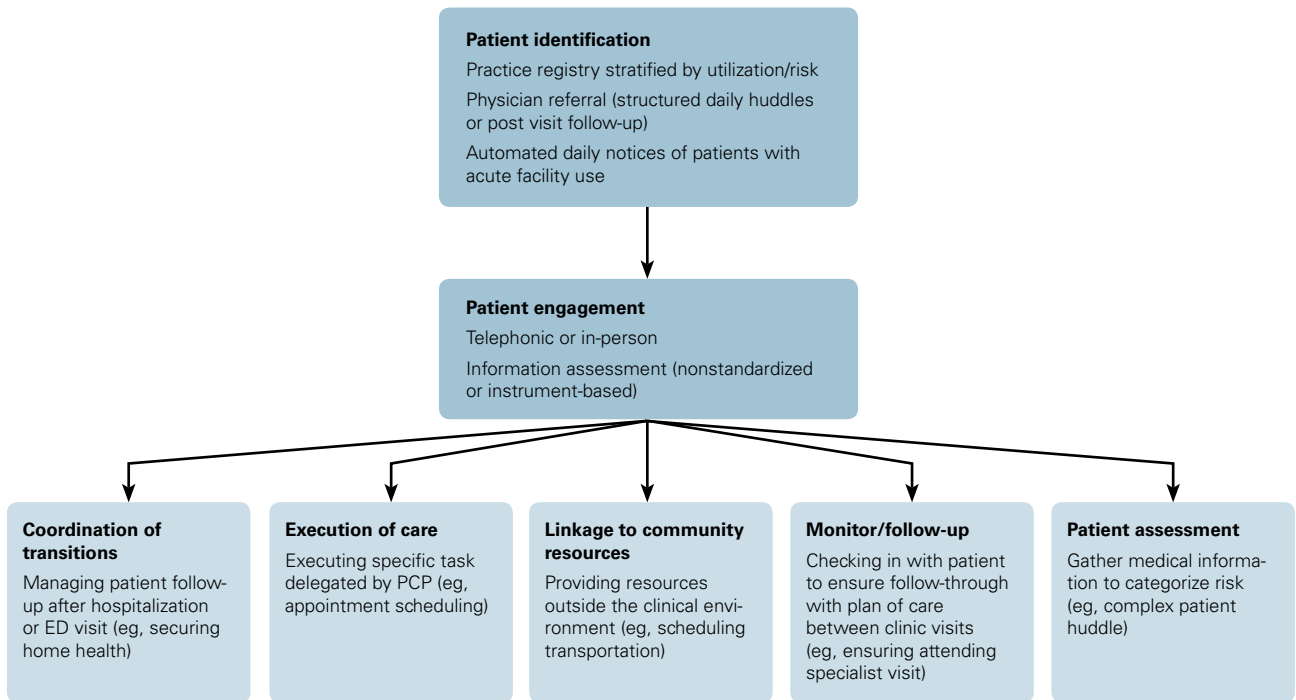 Patient identification
Practice registry stratified by utilization/risk
Physician referral (structured daily huddles
or post visit follow-up)
Automated daily notices of patients with
acute facility use
Patient engagement
Telephonic or in-person
Information assessment (nonstandardized
or instrument-based)
Coordination of
transitions
Managing patient follow-
up after hospitalization
or ED visit (eg, securing
home health)
Execution of care
Executing specific task
delegated by PCP (eg,
appointment scheduling)
Linkage to community
resources
Providing resources
outside the clinical envi-
ronment (eg, scheduling
transportation)
Monitor/follow-up
Checking in with patient
to ensure follow-through
with plan of care
between clinic visits
(eg, ensuring attending
specialist visit)
Patient assessment
Gather medical informa-
tion to categorize risk
(eg, complex patient
huddle)